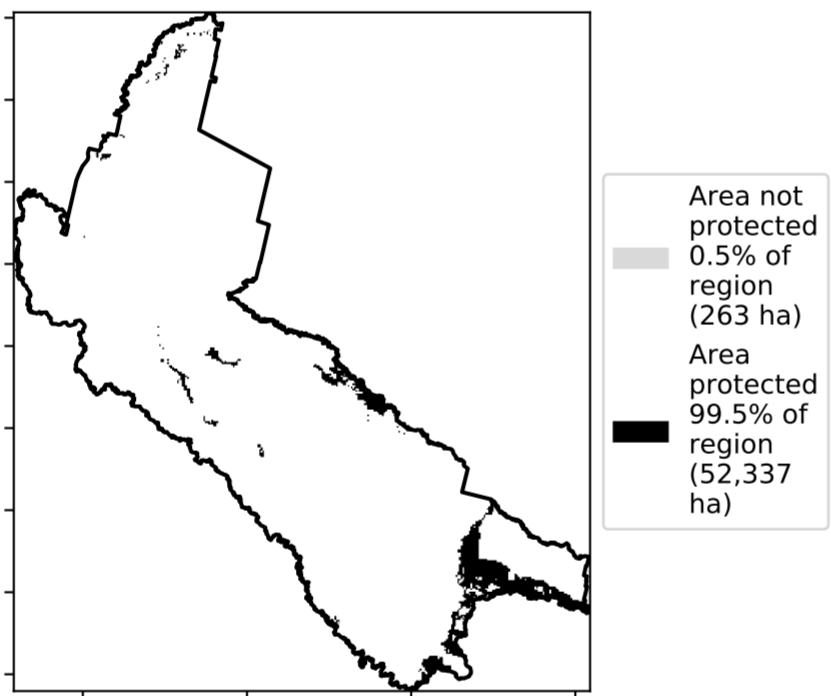 Area not
protected
0.5% of
region
(263 ha)
Area
protected
99.5% of
region
(52,337
ha)